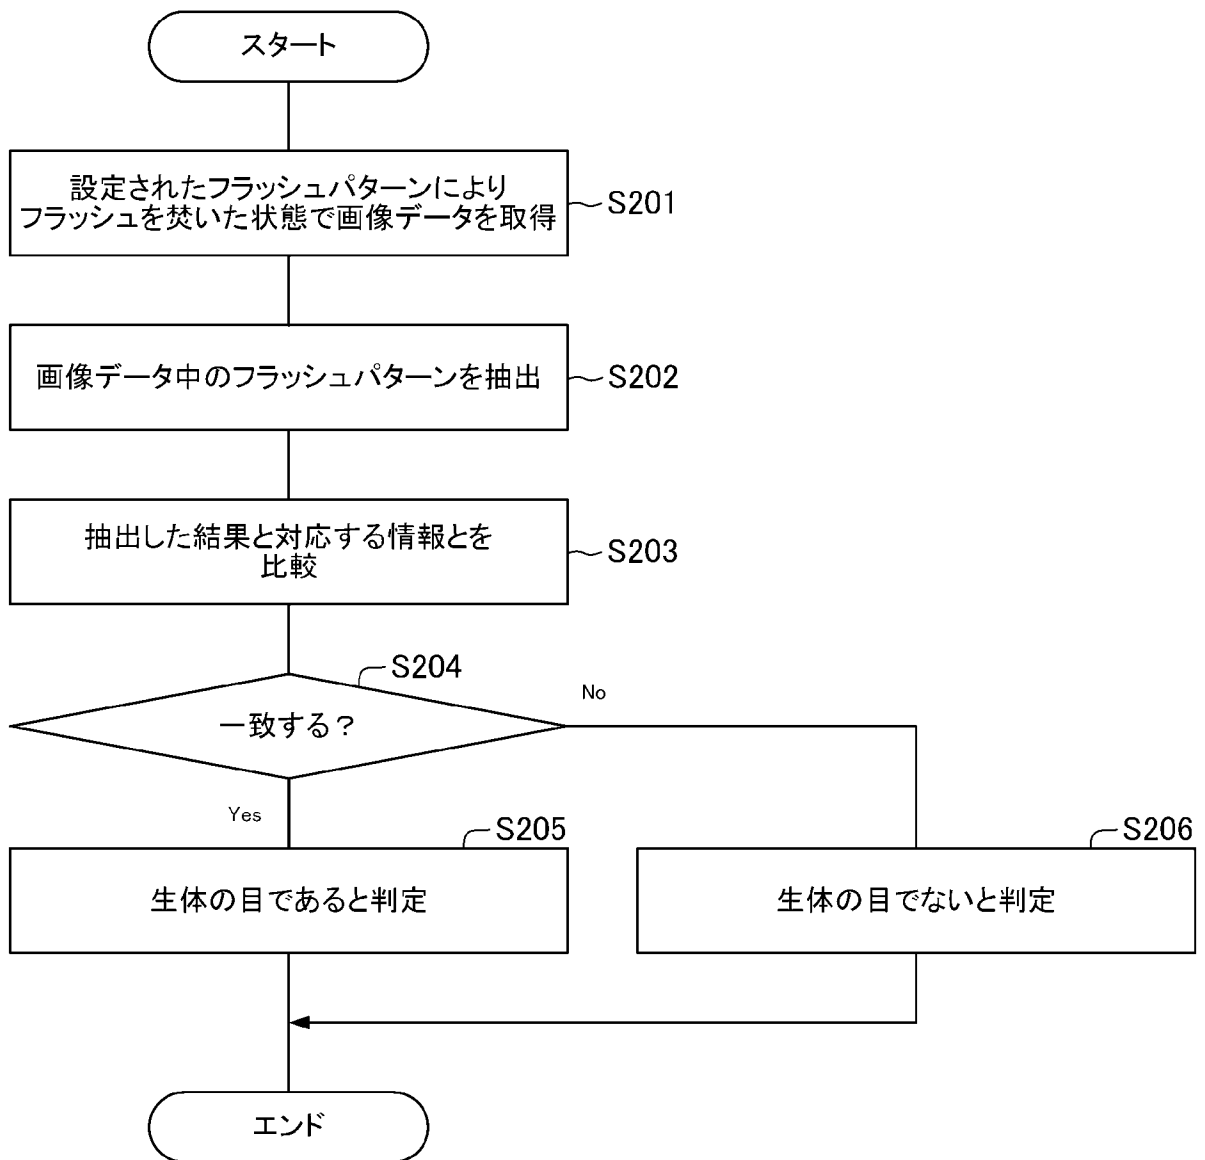 スタート
設定されたフラッシュパターンにより
フラッシュを焚いた状態で画像データを取得
S201
画像データ中のフラッシュパターンを抽出
S202
抽出した結果と対応する情報とを
比較
S203
S204
一致する?
No
Yes
S205
生体の目であると判定
S206
生体の目でないと判定
エンド